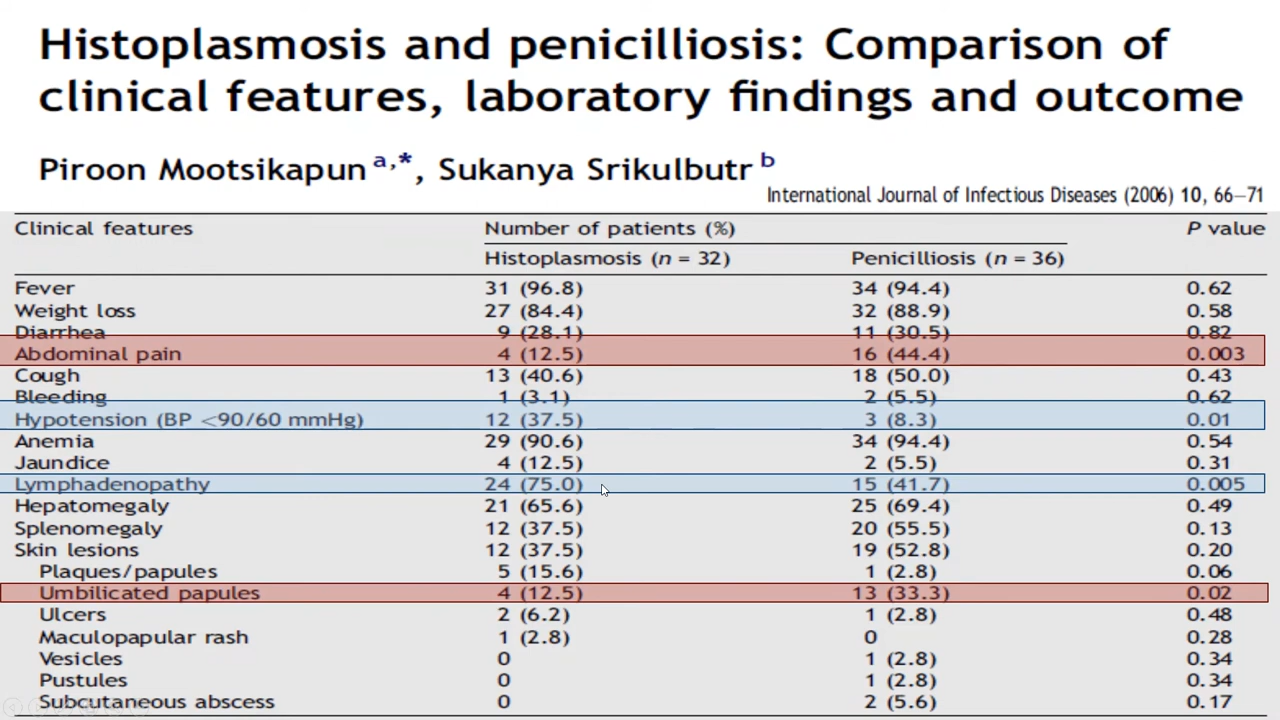 Histoplasmosis and penicilliosis: Comparison of
clinical features, laboratory findings and outcome
Piroon Mootsikapun a,*, Sukanya Srikulbutr b
International Journal of Infectious Diseases (2006) 10, 66–71
Clinical features Number of patients (%) P value
Histoplasmosis (n = 32) Penicilliosis (n = 36)
Fever 31 (96.8) 34 (94.4) 0.62
Weight loss 27 (84.4) 32 (88.9) 0.58
Diarrhea 9 (28.1) 11 (30.5) 0.82
Abdominal pain 4 (12.5) 16 (44.4) 0.003
Cough 13 (40.6) 18 (50.0) 0.43
Bleeding 1 (3.1) 2 (5.5) 0.62
Hypotension (BP <90/60 mmHg) 12 (37.5) 3 (8.3) 0.01
Anemia 29 (90.6) 34 (94.4) 0.54
Jaundice 4 (12.5) 2 (5.5) 0.31
Lymphadenopathy 24 (75.0) 15 (41.7) 0.005
Hepatomegaly 21 (65.6) 25 (69.4) 0.49
Splenomegaly 12 (37.5) 20 (55.5) 0.13
Skin lesions 12 (37.5) 19 (52.8) 0.20
Plaques/papules 5 (15.6) 1 (2.8) 0.06
Umbilicated papules 4 (12.5) 13 (33.3) 0.02
Ulcers 2 (6.2) 1 (2.8) 0.48
Maculopapular rash 1 (2.8) 0 0.28
Vesicles 0 1 (2.8) 0.34
Pustules 0 1 (2.8) 0.34
Subcutaneous abscess 0 2 (5.6) 0.17